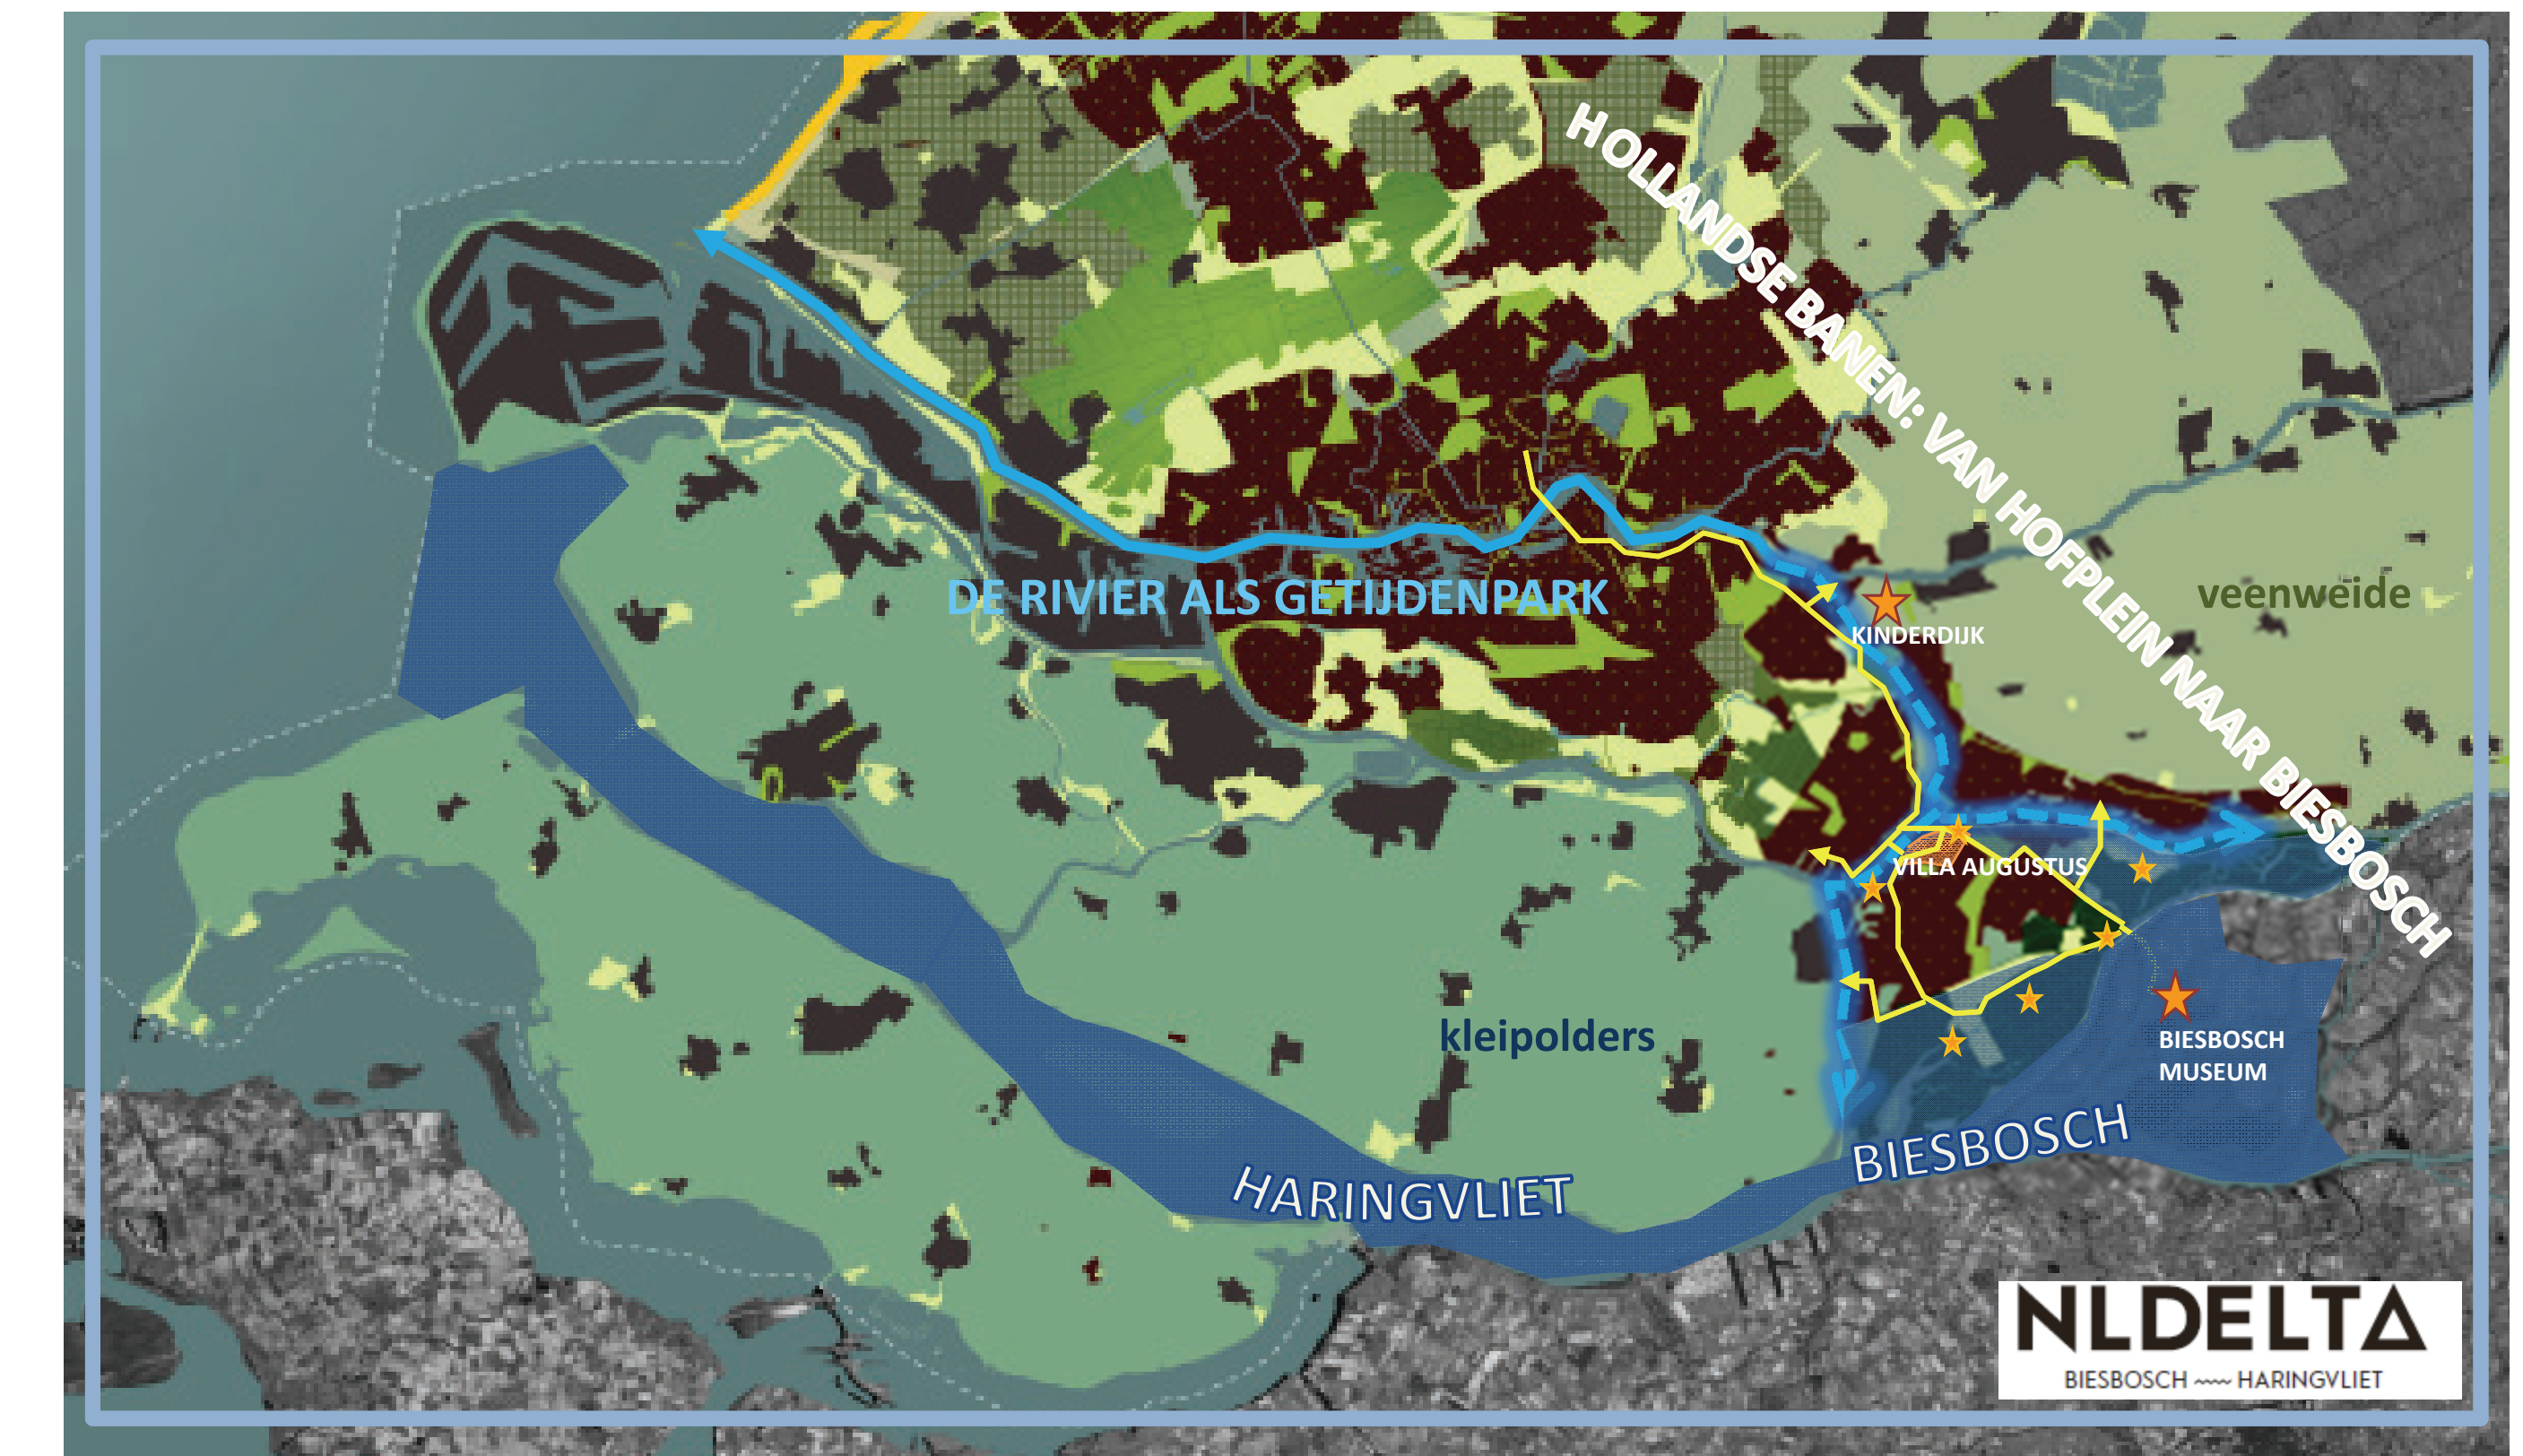 HOLLANDSE BANEN: VAN HOFPLEIN NAAR BIESBOSCH
DE RIVIER ALS GETIJDENPARK
veenweide
KINDERDIJK
VILLA AUGUSTUS
kleipolders
BIESBOSCH
MUSEUM
BIESBOSCH
HARINGVLIET
NLDELTA
BIESBOSCH ~~~ HARINGVLIET